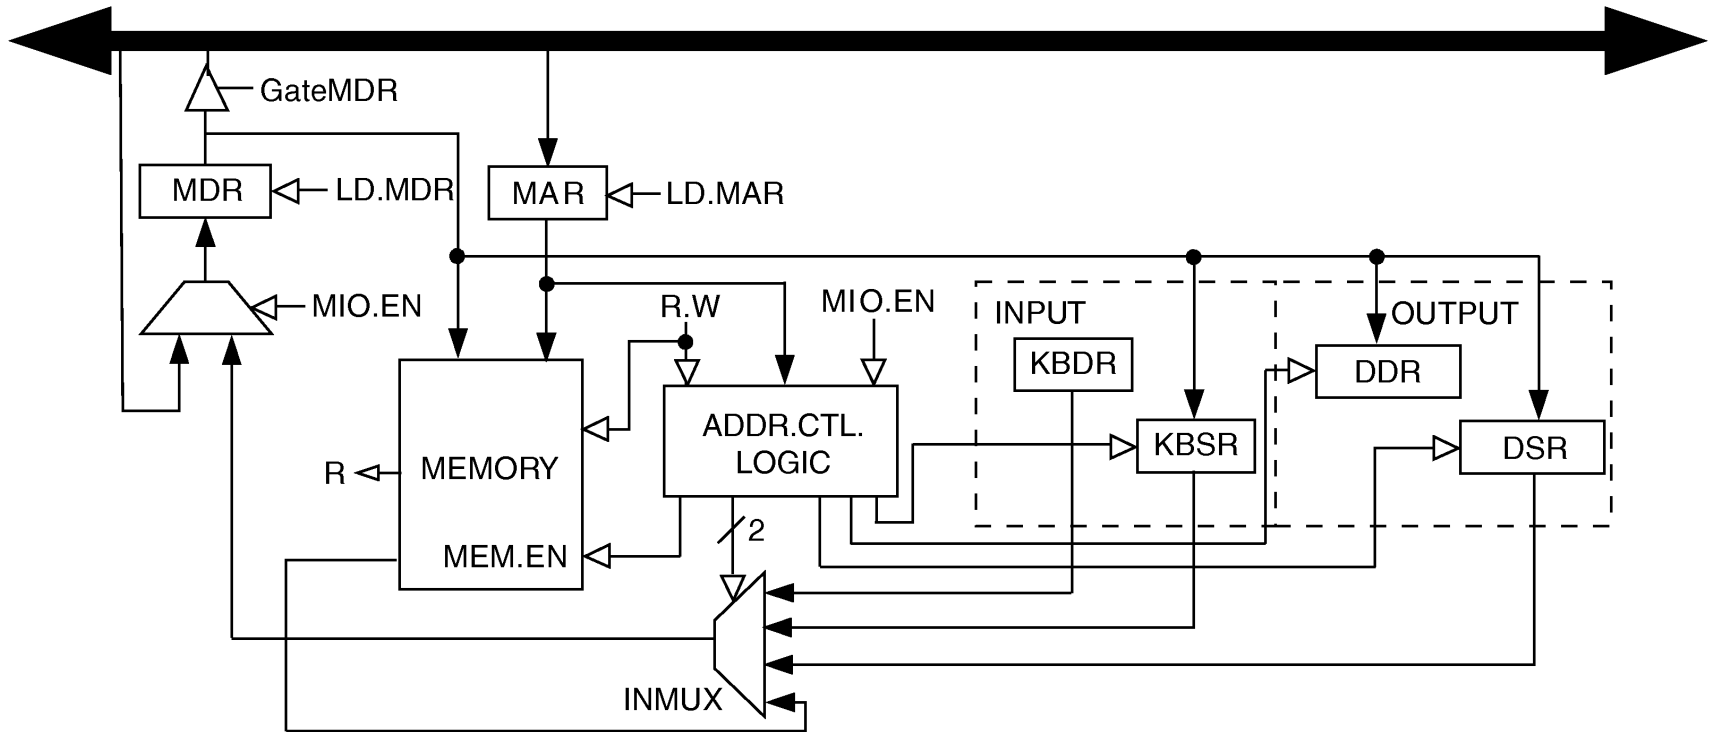 GateMDR
MDR
LD.MDR
MAR
LD.MAR
MIO.EN
R.W
MIO.EN
INPUT
OUTPUT
KBDR
DDR
ADDR.CTL.
LOGIC
KBSR
DSR
R
MEMORY
2
MEM.EN
INMUX